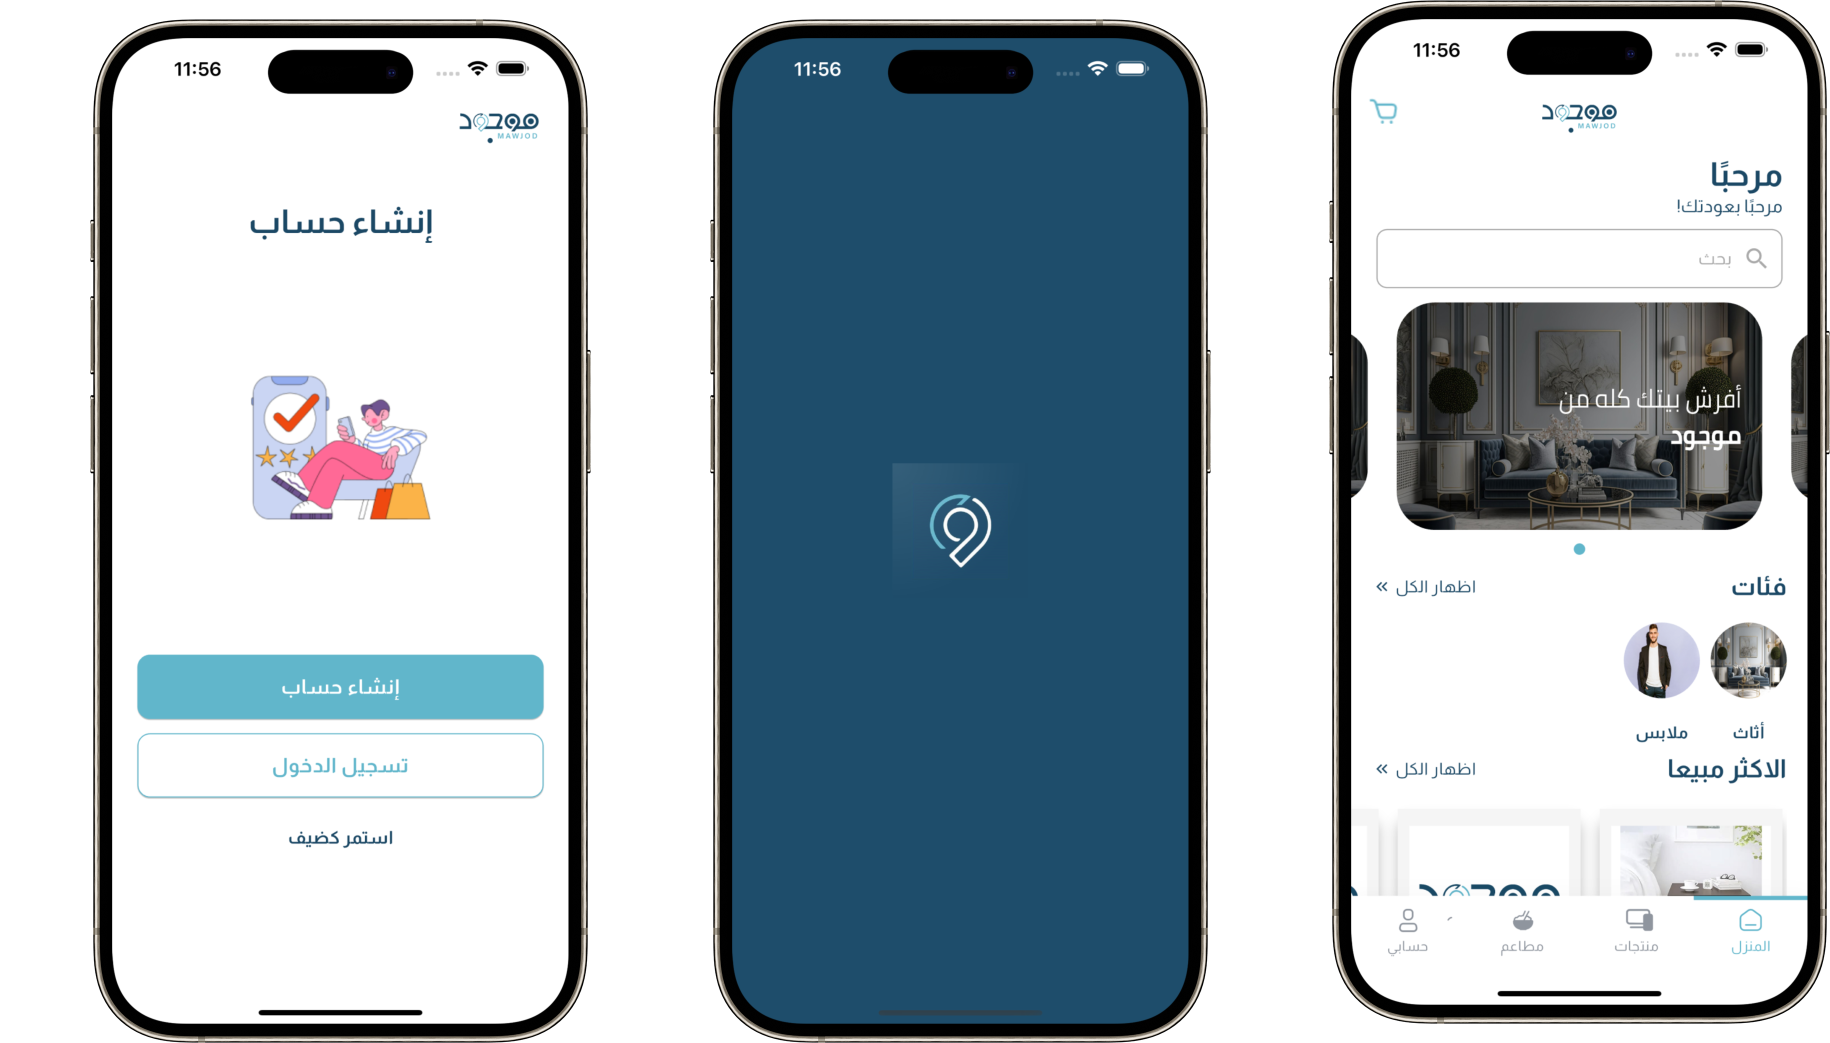 11:56
موجود
MAWJOD
إنشاء حساب
إنشاء حساب
تسجيل الدخول
استمر كضيف
11:56
11:56
موجود
MAWJOD
مرحبًا
مرحبًا بعودتك!
بحث
أفرش بيتك كله من
موجود
فئات
اظهار الكل »
أثاث
ملابس
الاكثر مبيعا
اظهار الكل »
المنزل
منتجات
مطاعم
حسابي